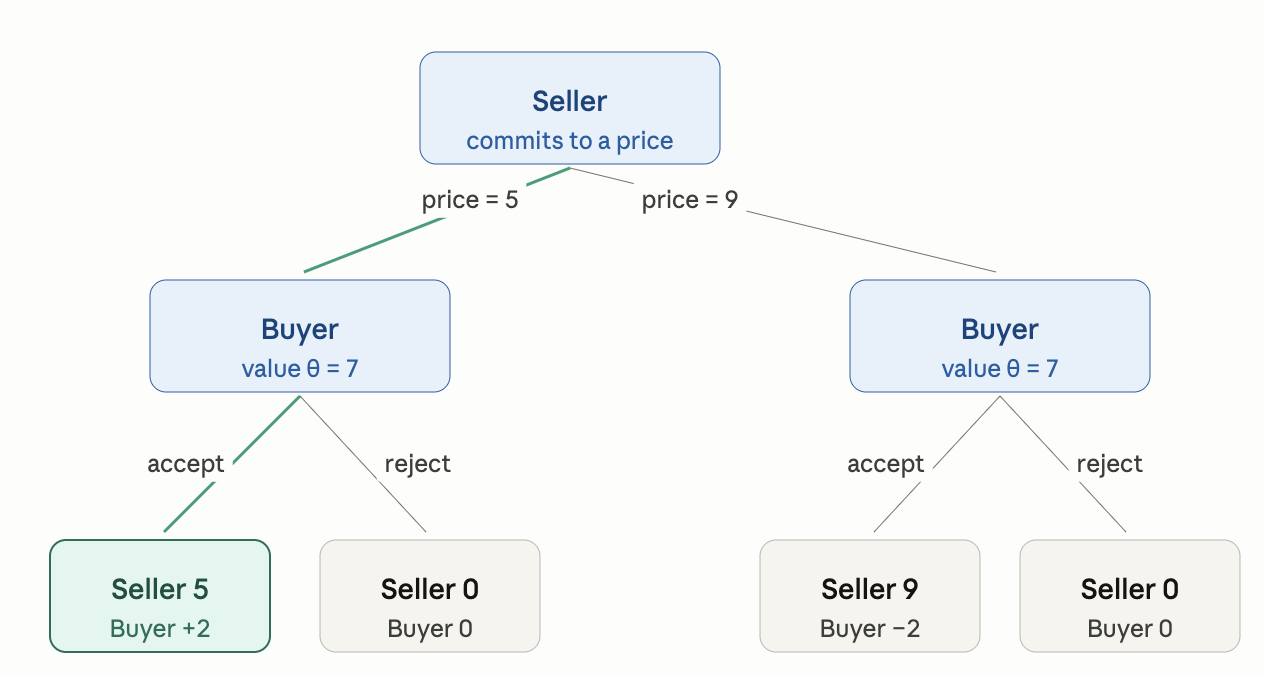 Seller
commits to a price
price = 5
price = 9
Buyer
value θ = 7
Buyer
value θ = 7
accept
reject
accept
reject
Seller 5
Buyer +2
Seller 0
Buyer 0
Seller 9
Buyer −2
Seller 0
Buyer 0